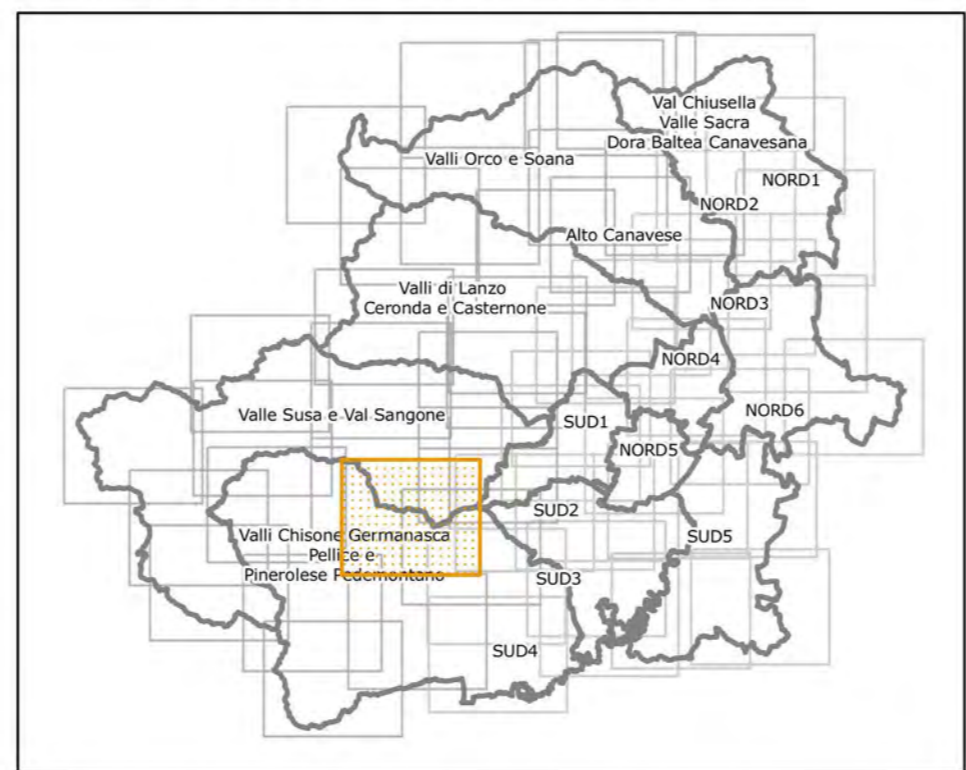 Val Chiusella
Valle Sacra
Dora Baltea Canavesana
Valli Orco e Soana
NORD1
NORD2
Alto Canavese
Valli di Lanzo
Ceronda e Casternone
NORD3
NORD4
Valle Susa e Val Sangone
SUD1
NORD6
NORD5
SUD2
Valli Chisone Germanasca
Pellice e
Pinerolese Pedemontano
SUD5
SUD3
SUD4